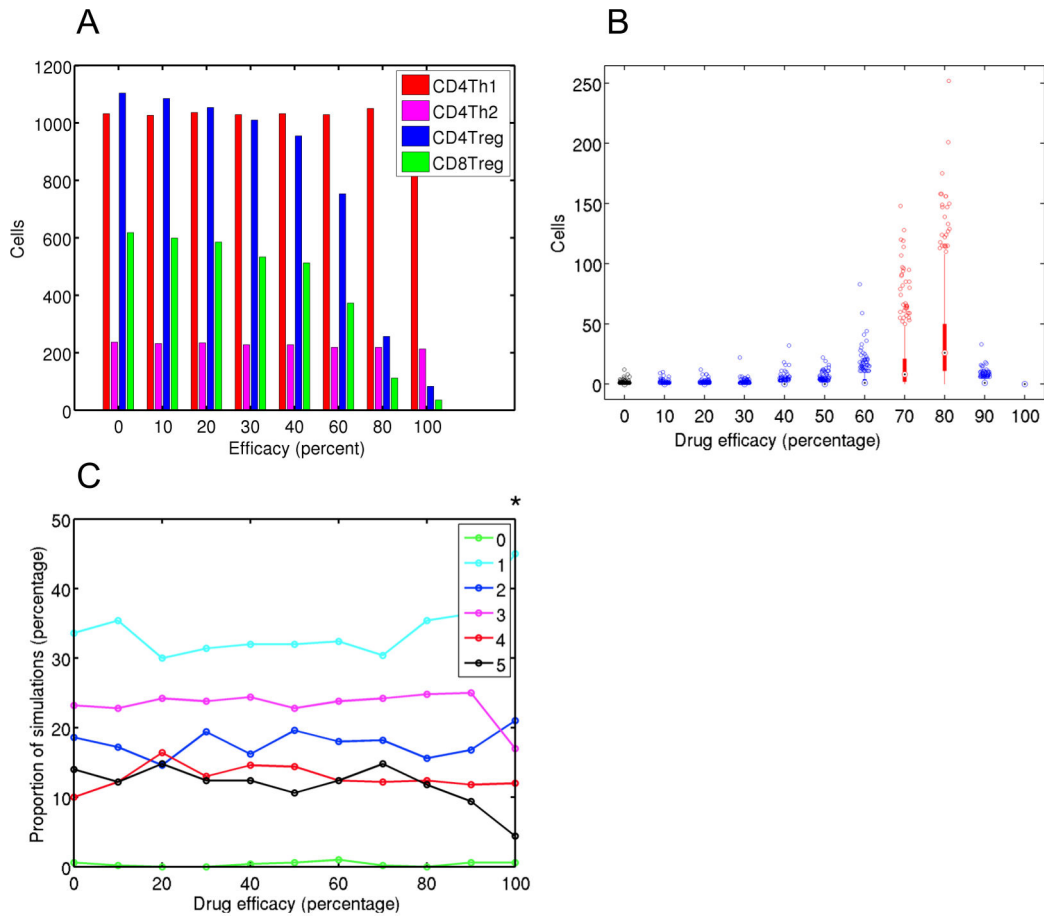 A
1200
1000
800
600
400
200
0
Cells
0 10 20 30 40 60 80 100
Efficacy (percent)
CD4Th1
CD4Th2
CD4Treg
CD8Treg
B
250
200
150
100
50
0
Cells
0 10 20 30 40 50 60 70 80 90 100
Drug efficacy (percentage)
C
*
50
40
30
20
10
0
Proportion of simulations (percentage)
0 20 40 60 80 100
Drug efficacy (percentage)
0
1
2
3
4
5